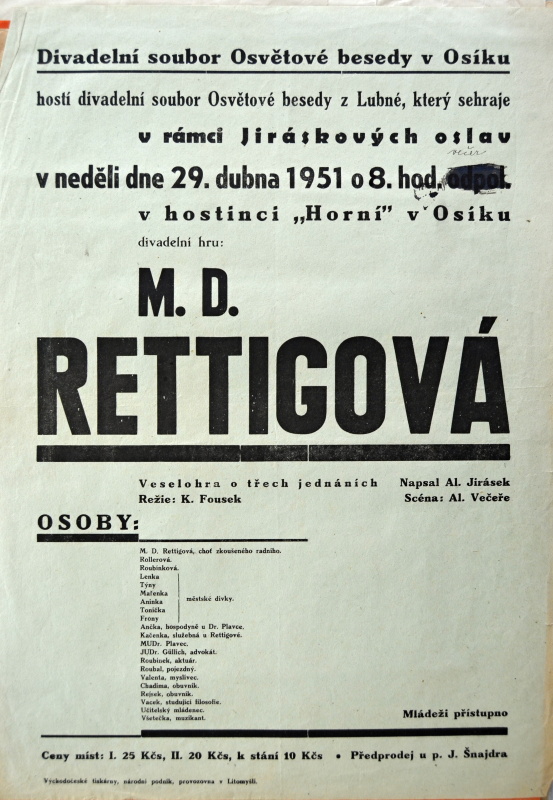 Divadelní soubor Osvětové besedy v Osíku
hostí divadelní soubor Osvětové besedy z Lubné, který sehraje
v rámci Jiráskových oslav
večer
v neděli dne 29. dubna 1951 o 8. hod. odpol.
v hostinci „Horní” v Osíku
divadelní hru:
M. D.
RETTIGOVÁ
Veselohra o třech jednáních Napsal Al. Jirásek
Režie: K. Fousek Scéna: Al. Večeře
OSOBY:
M. D. Rettigová, choť zkoušeného radního.
Rollerová.
Roubínková.
Lenka
Týny
Mařenka
Aninka městské dívky.
Tonička
Frony
Ančka, hospodyně u Dr. Plavce.
Kačenka, služebná u Rettigové.
MUDr. Plavec.
JUDr. Güllich, advokát.
Roubínek, aktuár.
Roubal, pojezdný.
Valenta, myslivec.
Chadima, obuvník.
Rejsek, obuvník.
Vacek, studující filosofie.
Učitelský mládenec.
Všetečka, muzikant.
Mládeži přístupno
Ceny míst: I. 25 Kčs, II. 20 Kčs, k stání 10 Kčs • Předprodej u p. J. Šnajdra
Východočeské tiskárny, národní podnik, provozovna v Litomyšli.